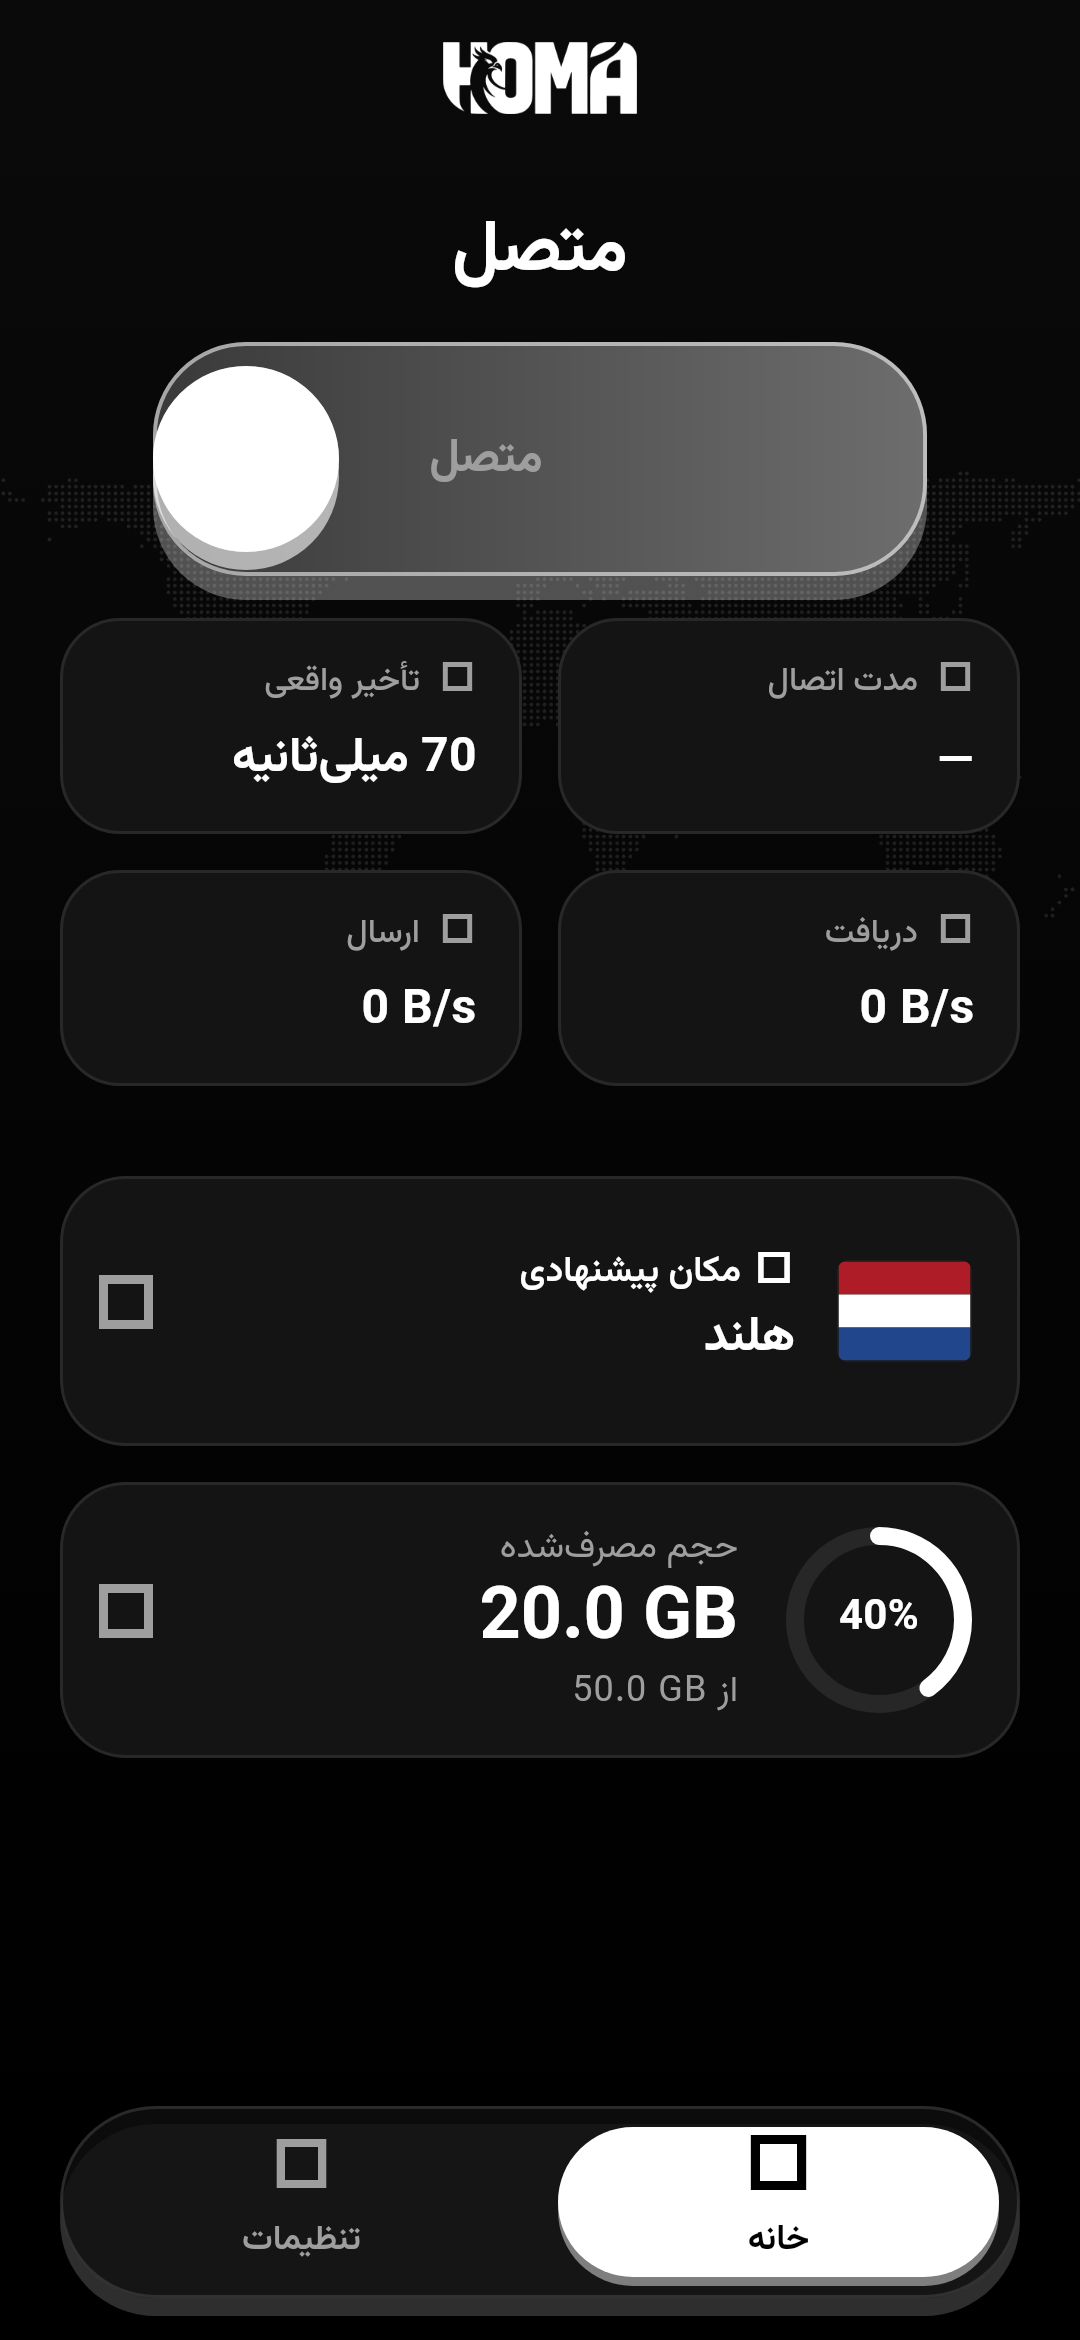 HOMA
متصل
متصل
مدت اتصال
—
تأخیر واقعی
70 میلی‌ثانیه
دریافت
0 B/s
ارسال
0 B/s
مکان پیشنهادی
هلند
40%
حجم مصرف‌شده
20.0 GB
از 50.0 GB
خانه
تنظیمات